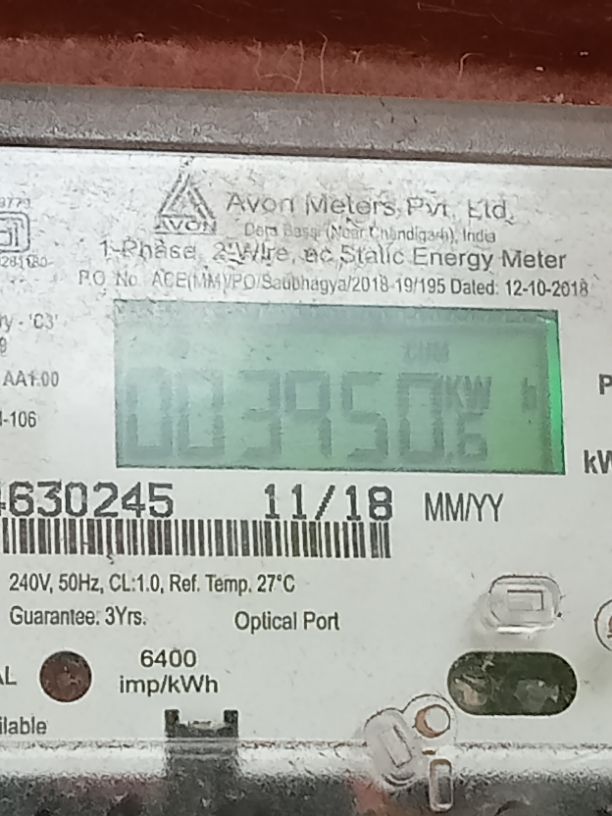 AVON
Avon Meters Pvt. Ltd.
Dera Bassi (Near Chandigarh), India
1-Phase, 2 Wire, ac Static Energy Meter
P.O. No. ACE(MM)/PO/Saubhagya/2018-19/195 Dated: 12-10-2018
'C3'
AA1.00
-106
CUM
003950.6 KW h
630245 11/18 MM/YY
240V, 50Hz, CL:1.0, Ref. Temp. 27°C
Guarantee: 3Yrs. Optical Port
6400
imp/kWh